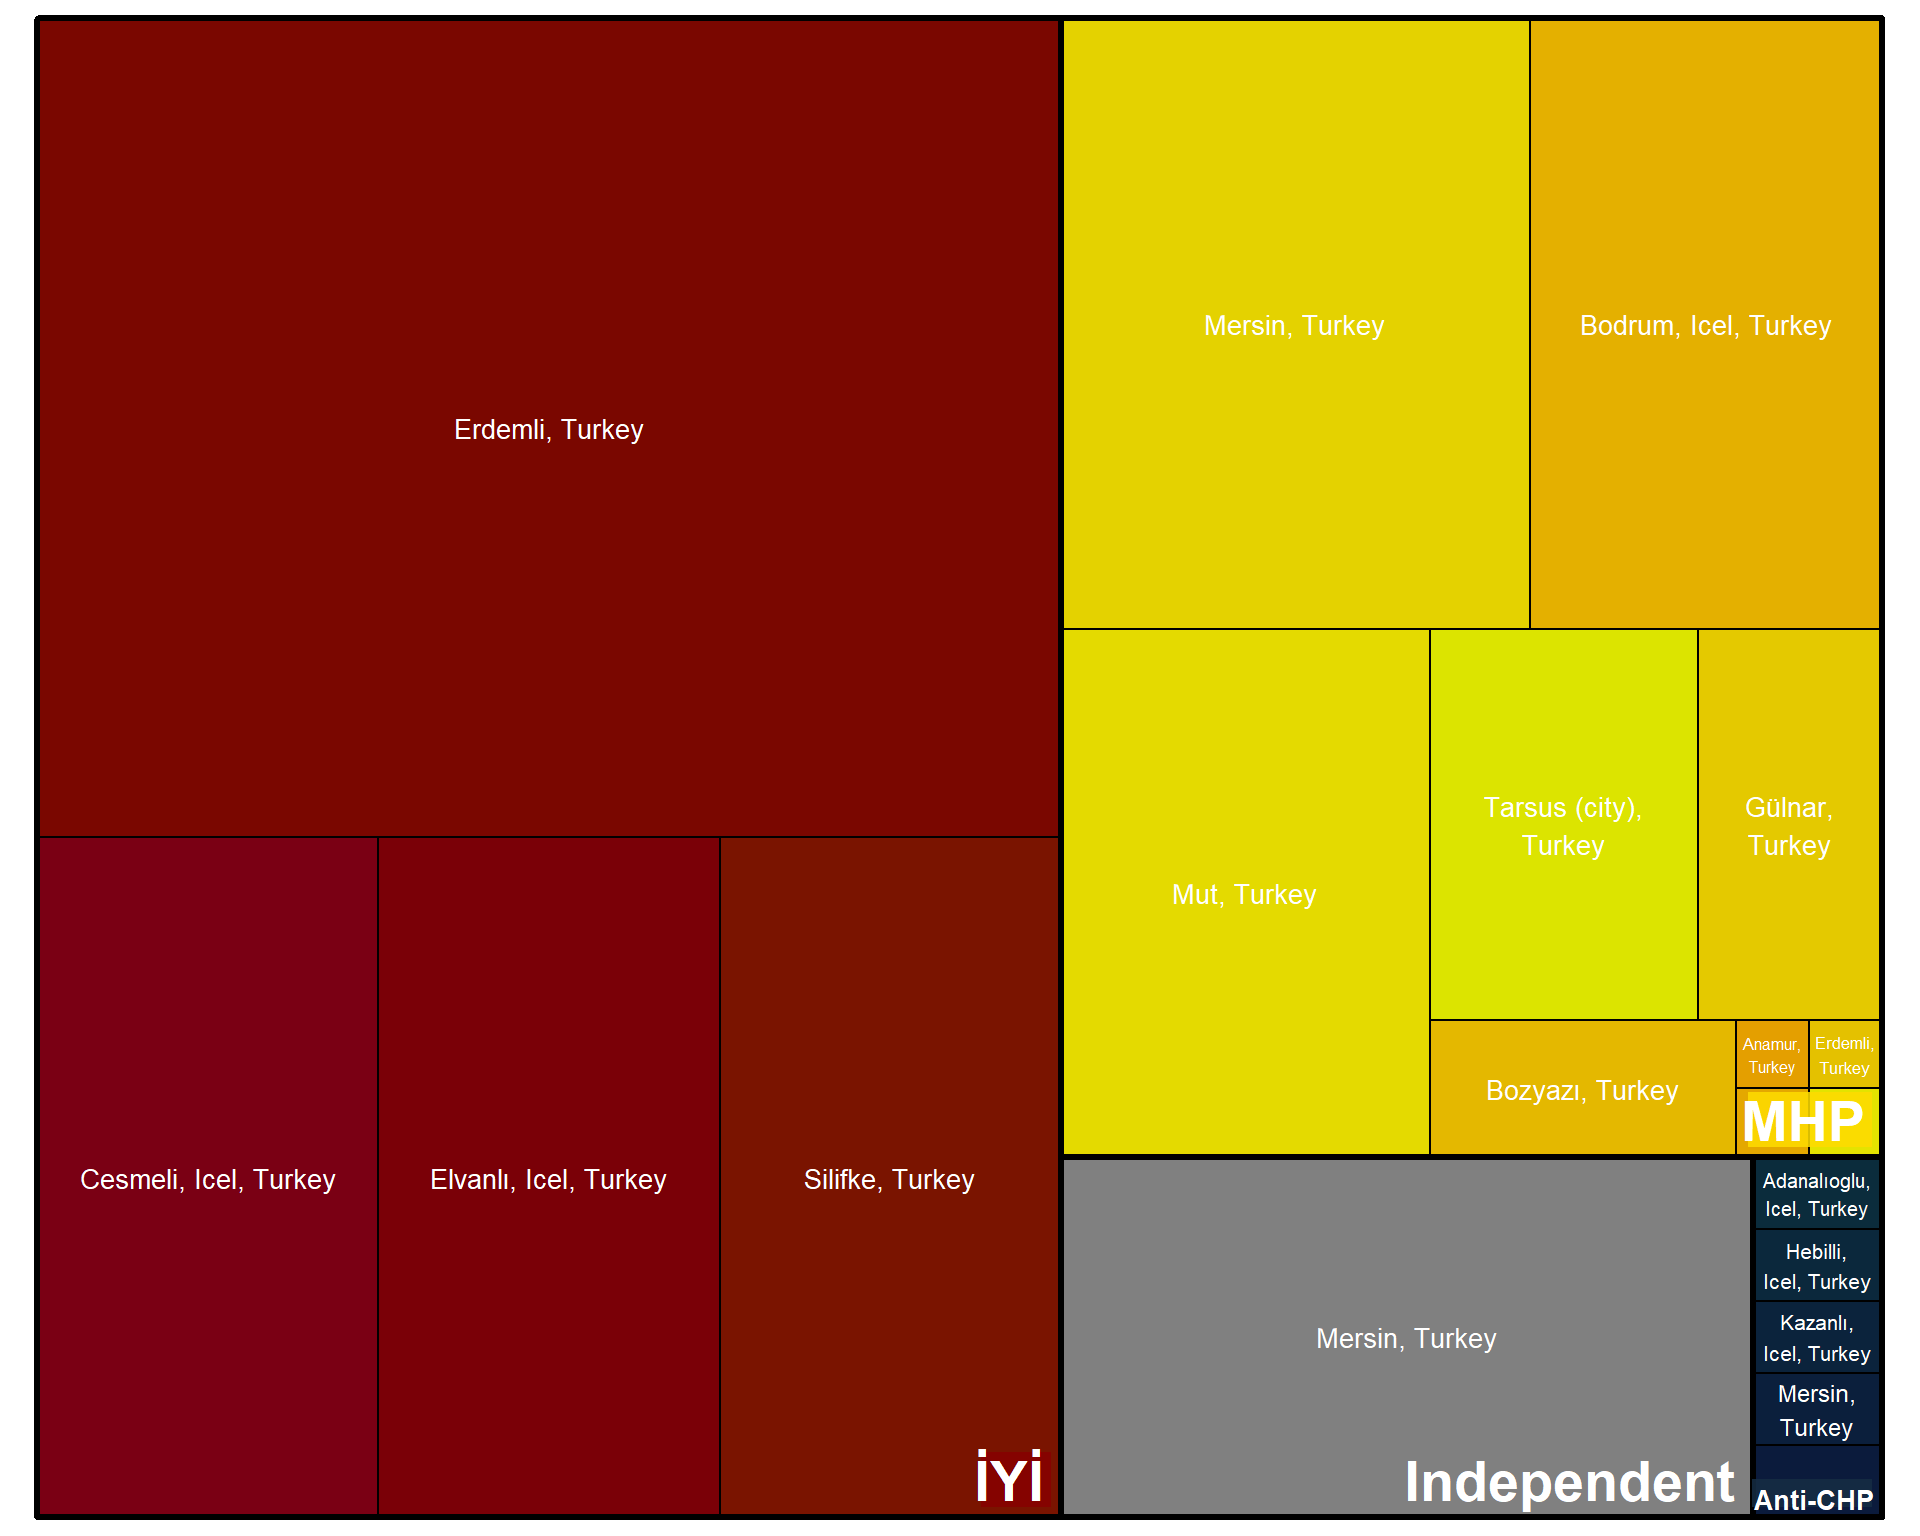 Erdemli, Turkey
Cesmeli, Icel, Turkey
Elvanlı, Icel, Turkey
Silifke, Turkey
İYİ
Mersin, Turkey
Bodrum, Icel, Turkey
Mut, Turkey
Tarsus (city),
Turkey
Gülnar,
Turkey
Bozyazı, Turkey
Anamur,
Turkey
Erdemli,
Turkey
MHP
Mersin, Turkey
Independent
Adanalıoglu,
Icel, Turkey
Hebilli,
Icel, Turkey
Kazanlı,
Icel, Turkey
Mersin,
Turkey
Anti-CHP